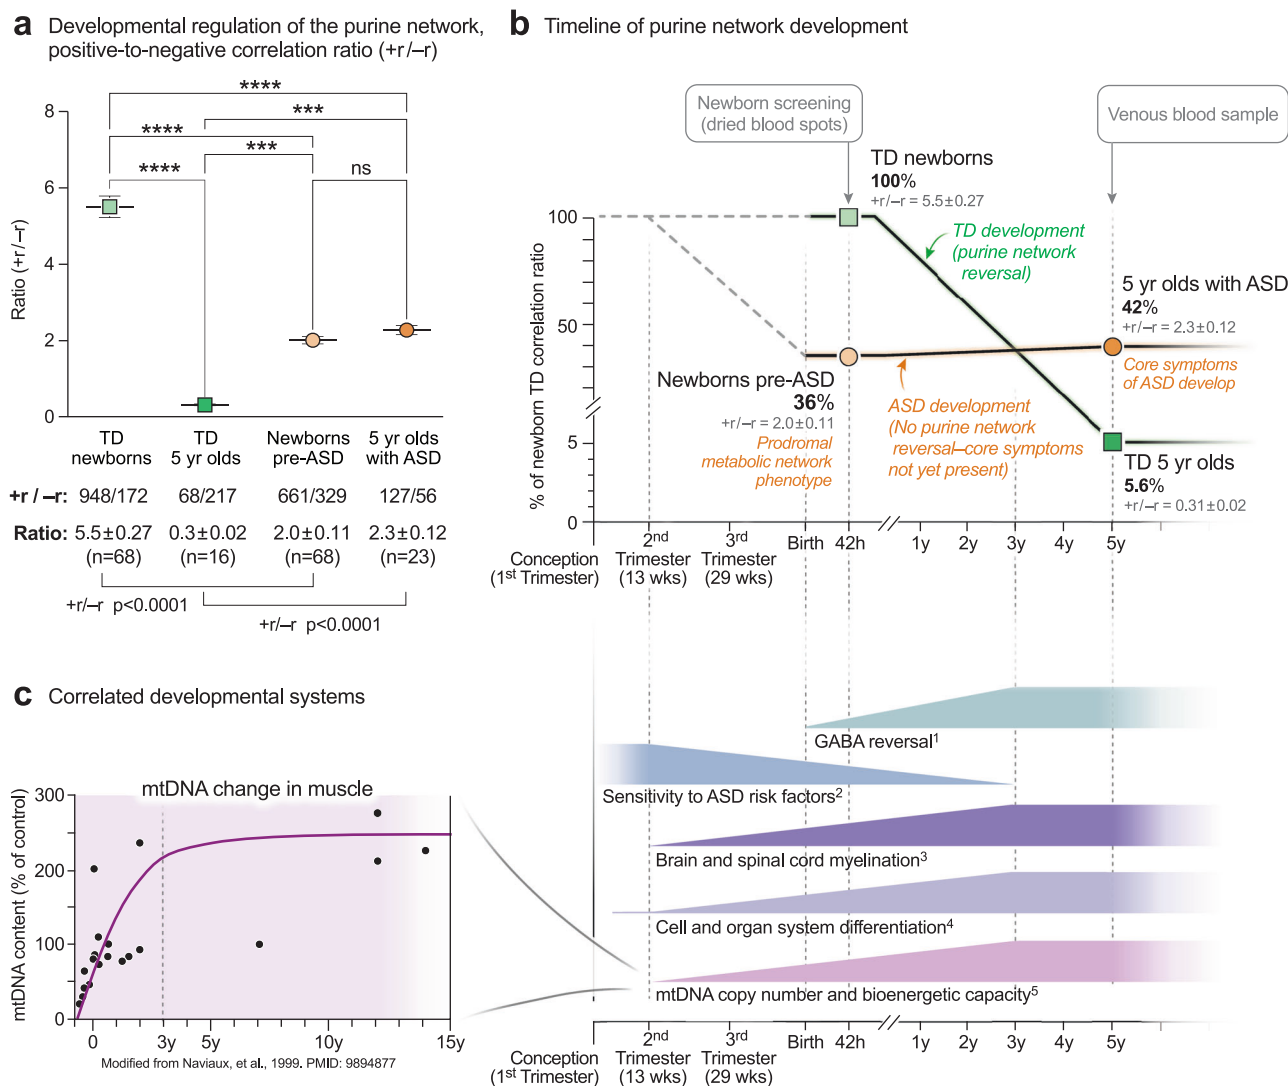 a Developmental regulation of the purine network,
positive-to-negative correlation ratio (+r/–r)
****
***
****
***
ns
****
8
6
4
2
0
Ratio (+r/–r)
TD
newborns
TD
5 yr olds
Newborns
pre-ASD
5 yr olds
with ASD
+r / –r: 948/172 68/217 661/329 127/56
Ratio: 5.5±0.27 0.3±0.02 2.0±0.11 2.3±0.12
(n=68) (n=16) (n=68) (n=23)
+r/–r p<0.0001
+r/–r p<0.0001
b Timeline of purine network development
Newborn screening
(dried blood spots)
Venous blood sample
TD newborns
100%
+r/–r = 5.5±0.27
TD development
(purine network
reversal)
5 yr olds with ASD
42%
+r/–r = 2.3±0.12
Core symptoms
of ASD develop
Newborns pre-ASD
36%
+r/–r = 2.0±0.11
Prodromal
metabolic network
phenotype
ASD development
(No purine network
reversal–core symptoms
not yet present)
TD 5 yr olds
5.6%
+r/–r = 0.31±0.02
100
50
5
0
% of newborn TD correlation ratio
Conception
(1st Trimester)
2nd
Trimester
(13 wks)
3rd
Trimester
(29 wks)
Birth 42h 1y 2y 3y 4y 5y
c Correlated developmental systems
mtDNA change in muscle
300
200
100
0
mtDNA content (% of control)
0 3y 5y 10y 15y
Modified from Naviaux, et al., 1999. PMID: 9894877
GABA reversal1
Sensitivity to ASD risk factors2
Brain and spinal cord myelination3
Cell and organ system differentiation4
mtDNA copy number and bioenergetic capacity5
Conception
(1st Trimester)
2nd
Trimester
(13 wks)
3rd
Trimester
(29 wks)
Birth 42h 1y 2y 3y 4y 5y